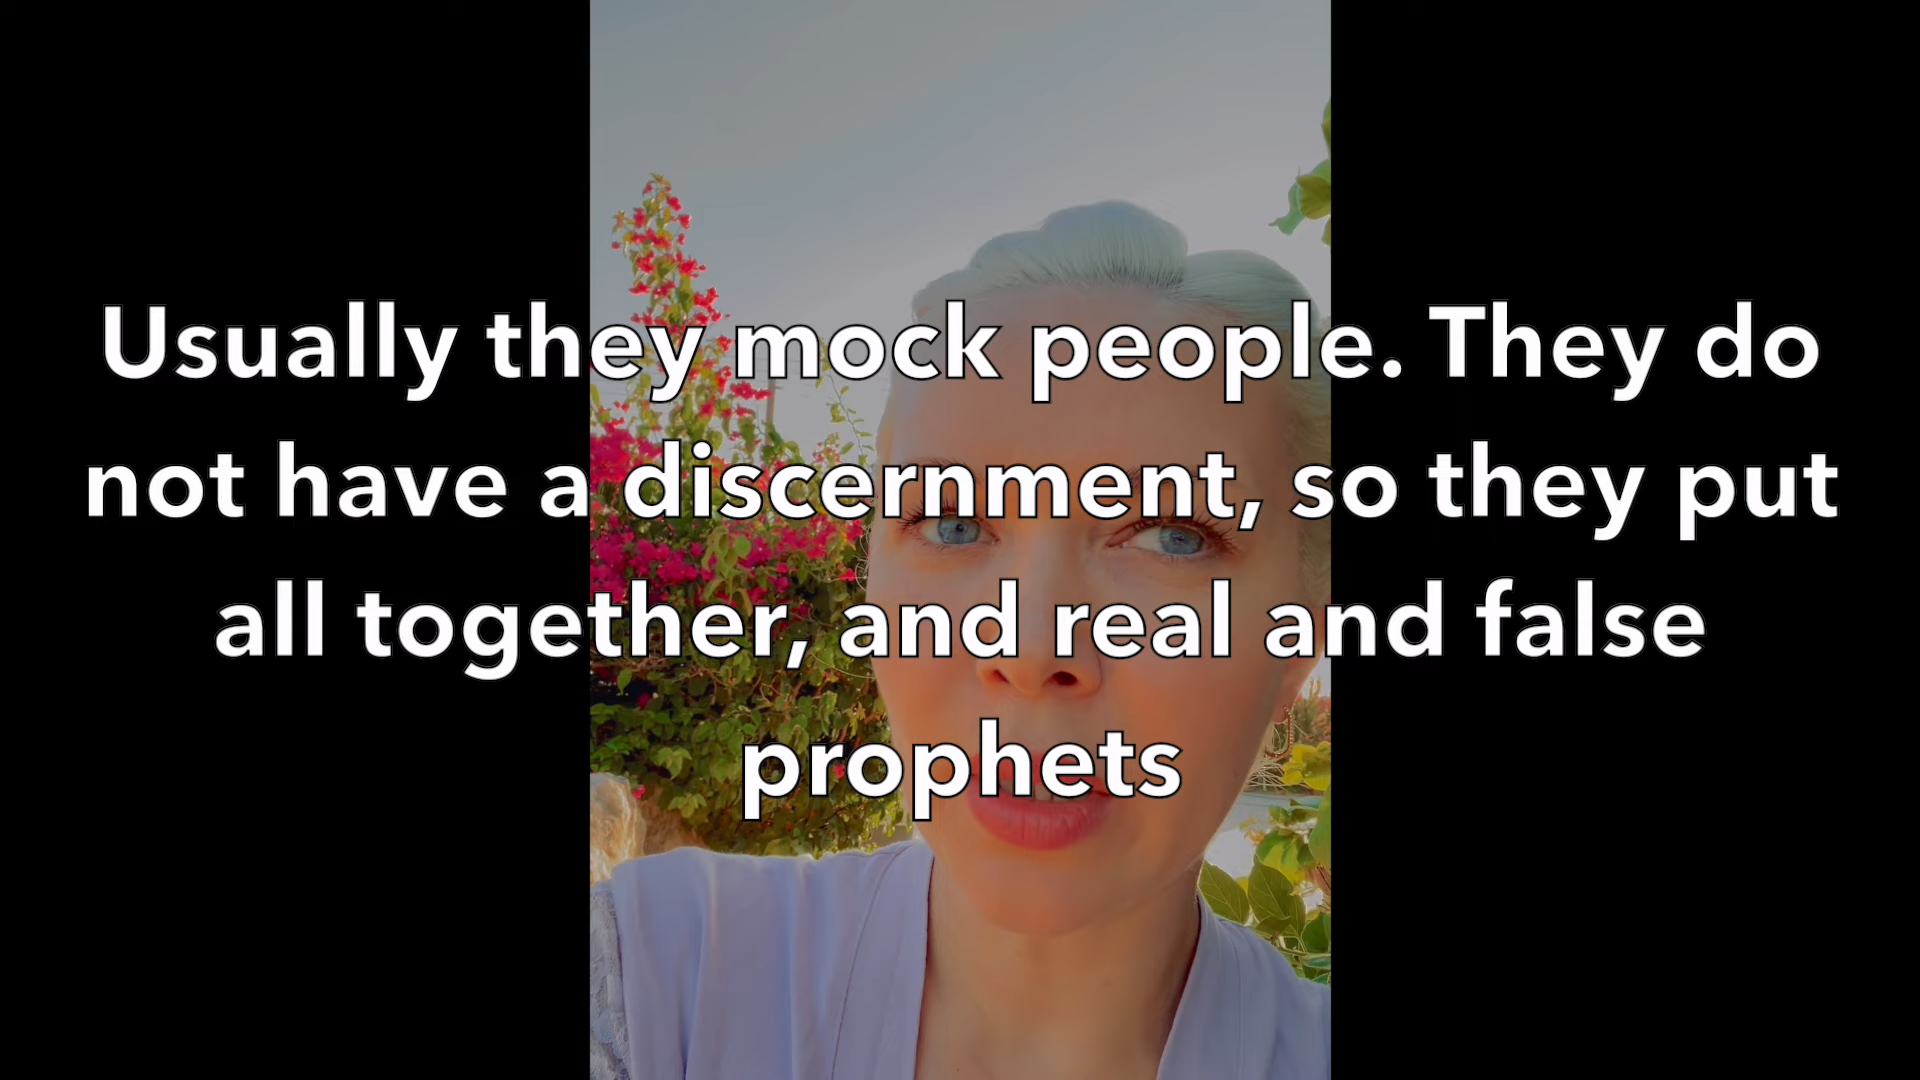 Usually they mock people. They do
not have a discernment, so they put
all together, and real and false
prophets